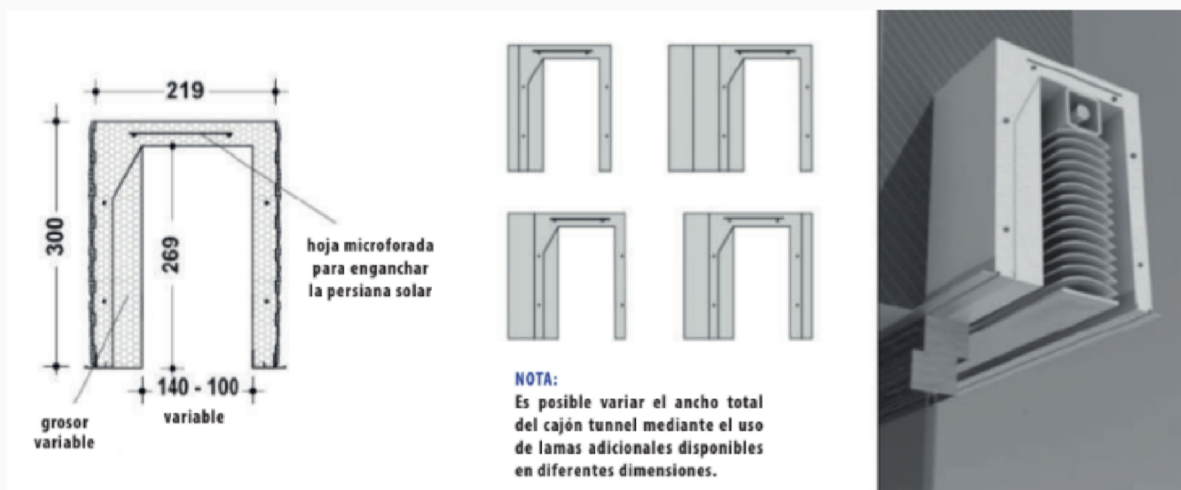 219
300
269
140 - 100
variable
grosor
variable
hoja microforada
para enganchar
la persiana solar
NOTA:
Es posible variar el ancho total
del cajón tunnel mediante el uso
de lamas adicionales disponibles
en diferentes dimensiones.